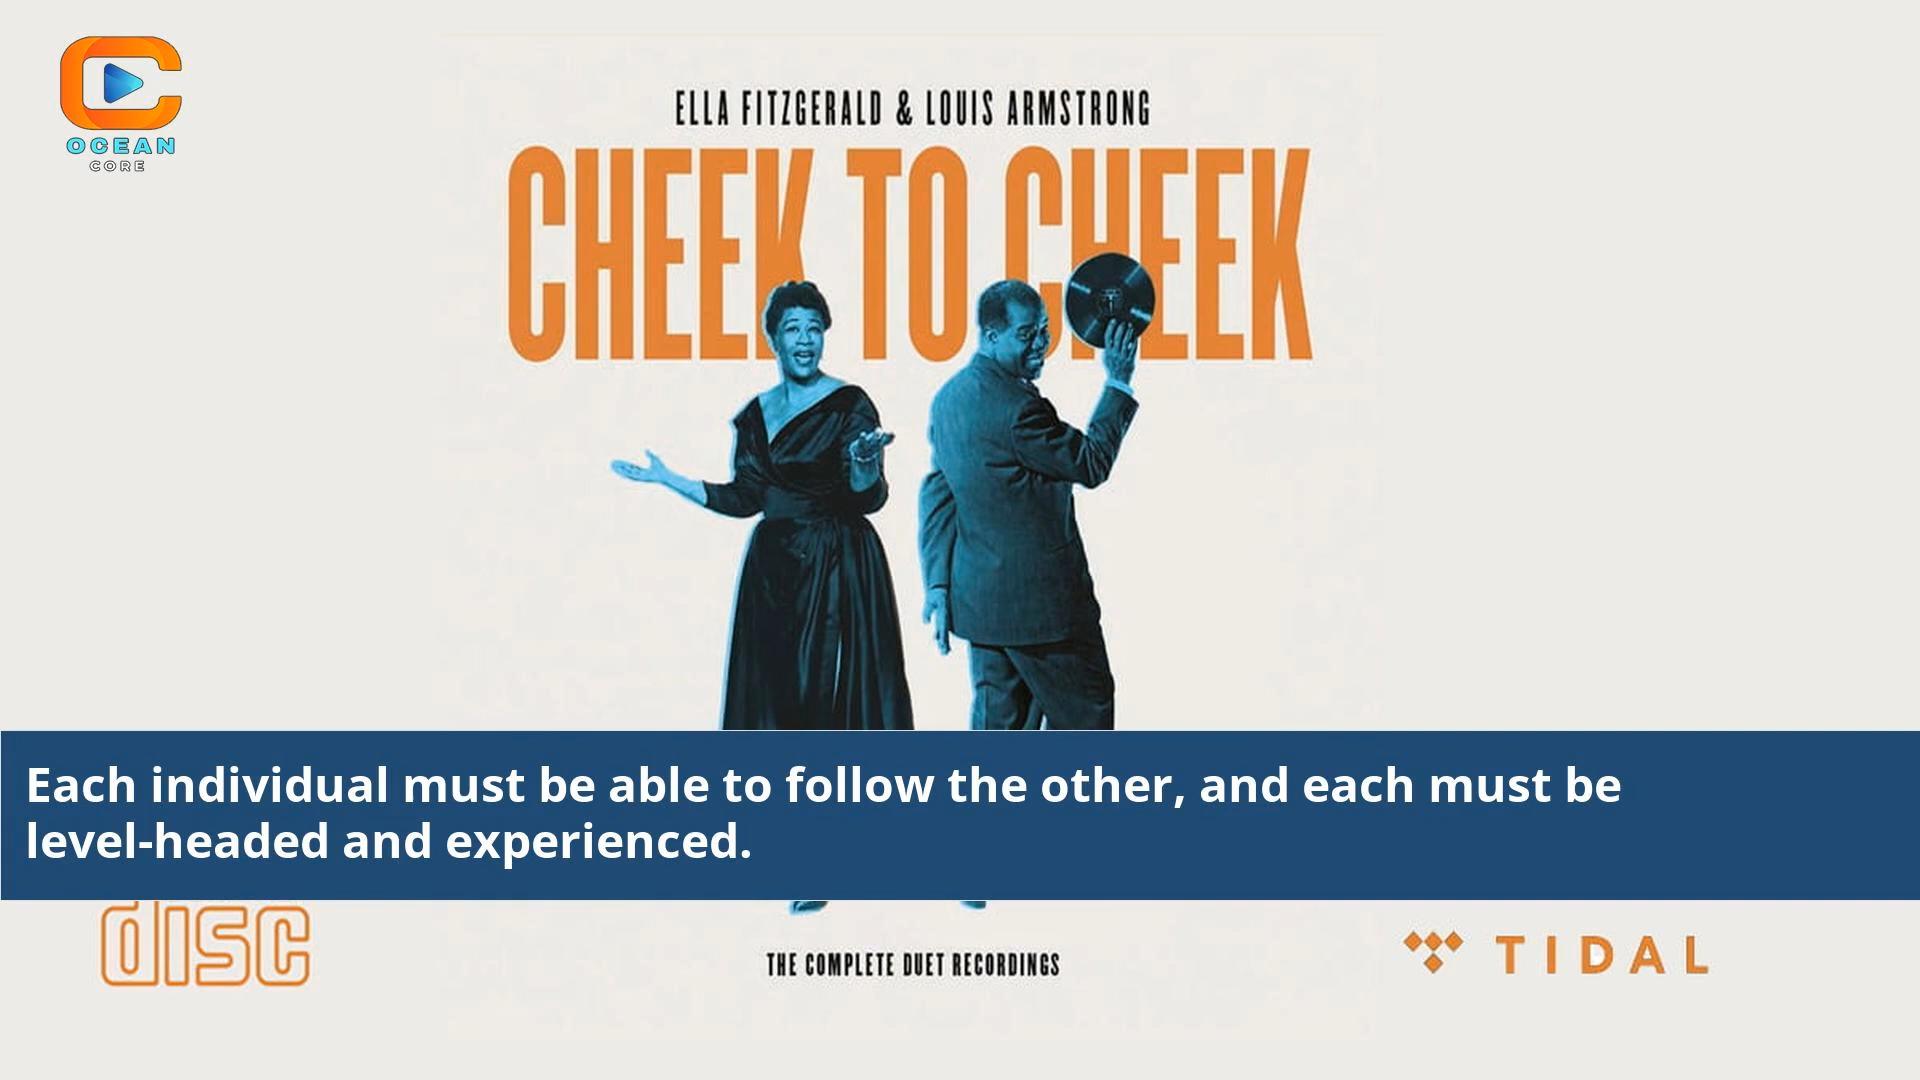 OCEAN
CORE
ELLA FITZGERALD & LOUIS ARMSTRONG
CHEEK TO CHEEK
Each individual must be able to follow the other, and each must be
level-headed and experienced.
disc
THE COMPLETE DUET RECORDINGS
TIDAL